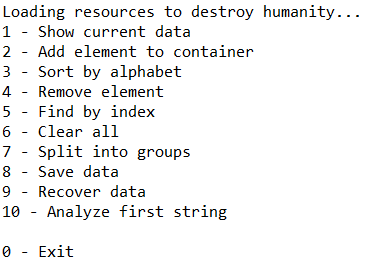 Loading resources to destroy humanity...
1 - Show current data
2 - Add element to container
3 - Sort by alphabet
4 - Remove element
5 - Find by index
6 - Clear all
7 - Split into groups
8 - Save data
9 - Recover data
10 - Analyze first string
0 - Exit